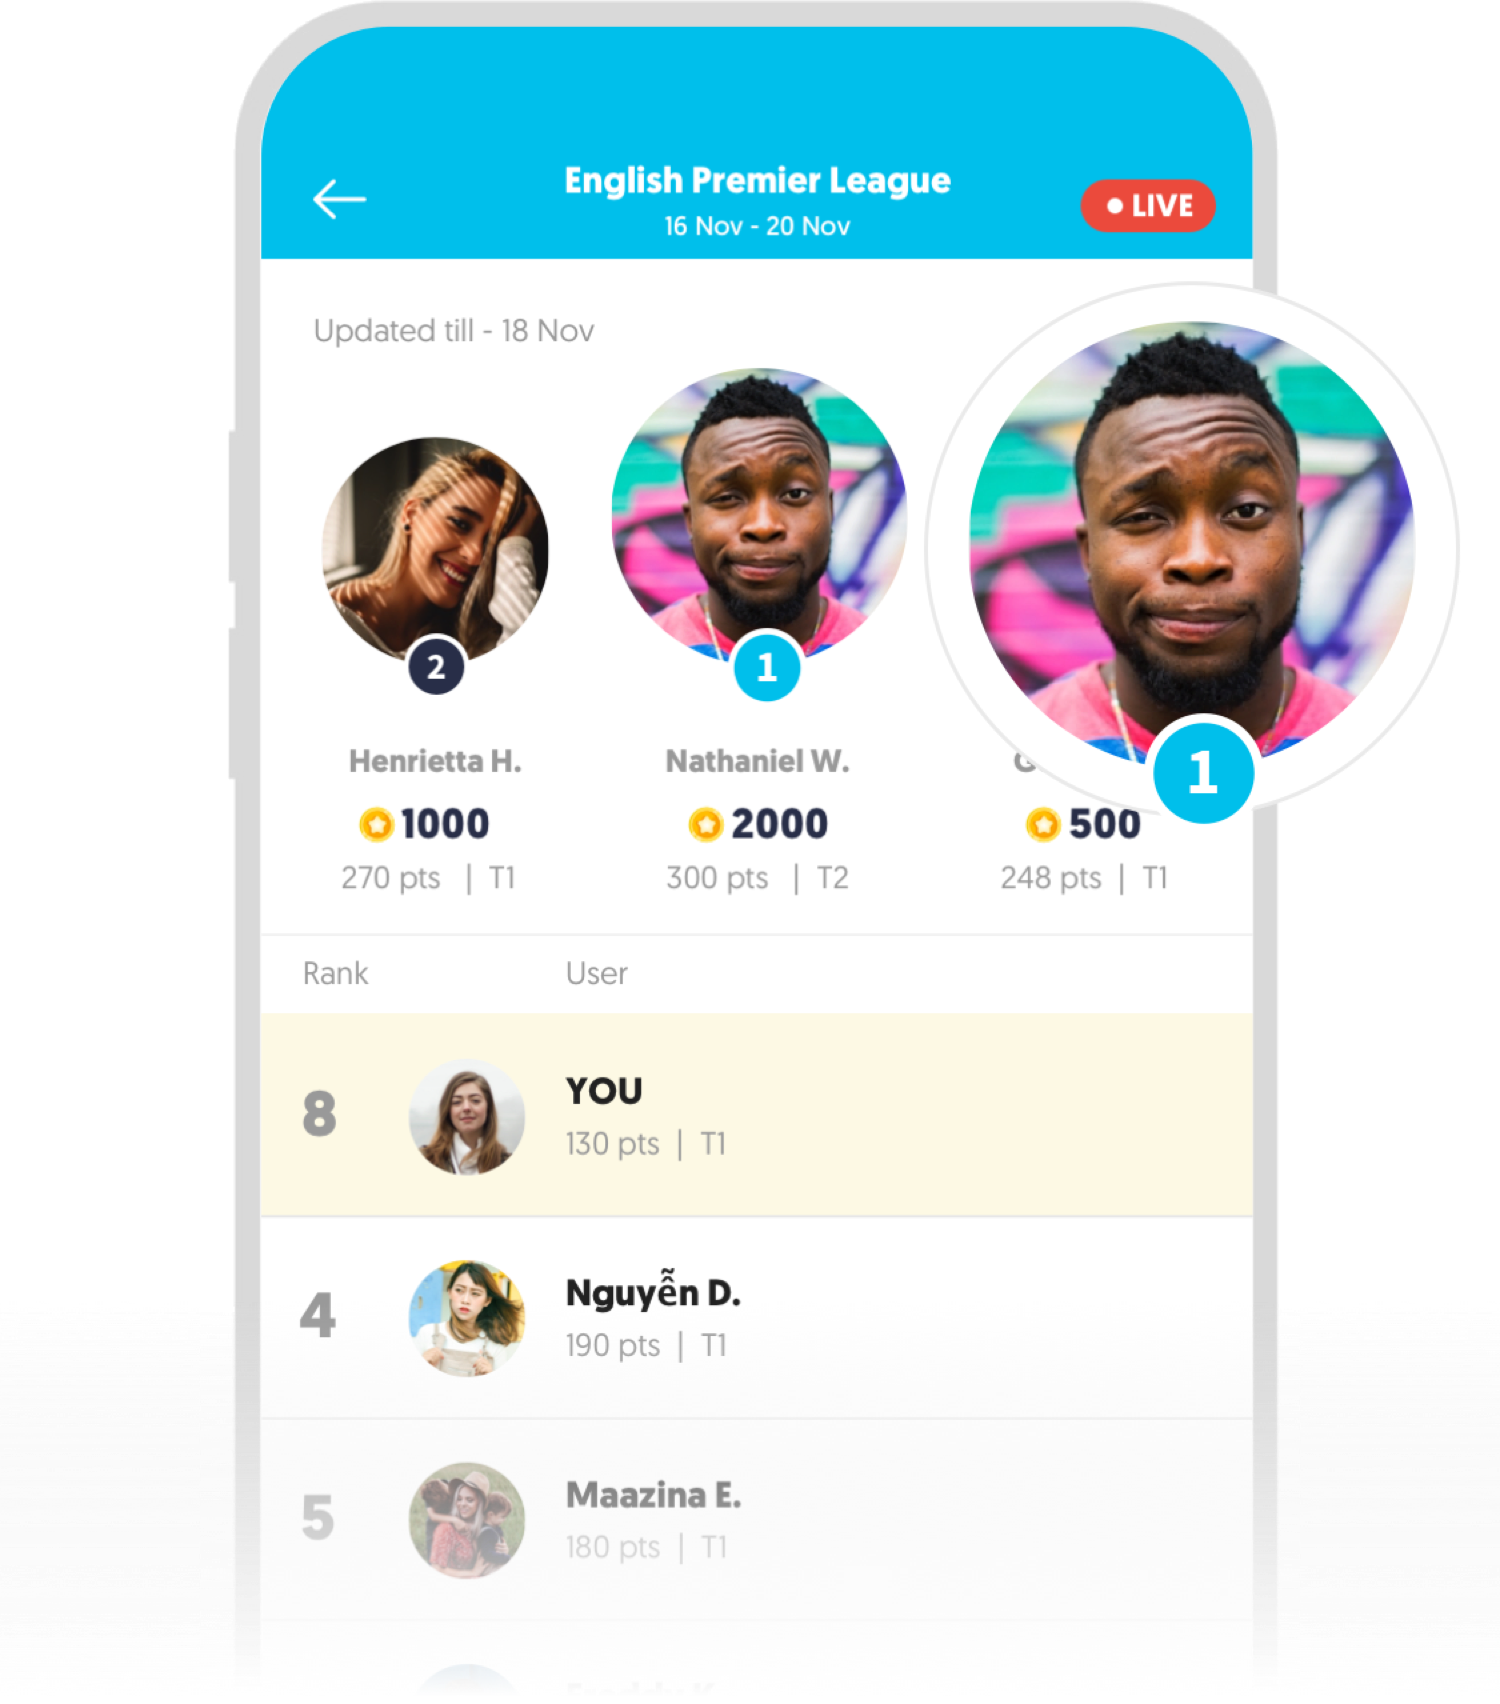 English Premier League
16 Nov - 20 Nov
LIVE
Updated till - 18 Nov
2
1
1
Henrietta H.
Nathaniel W.
1000
2000
500
270 pts | T1
300 pts | T2
248 pts | T1
Rank
User
8
YOU
130 pts | T1
4
Nguyễn D.
190 pts | T1
5
Maazina E.
180 pts | T1